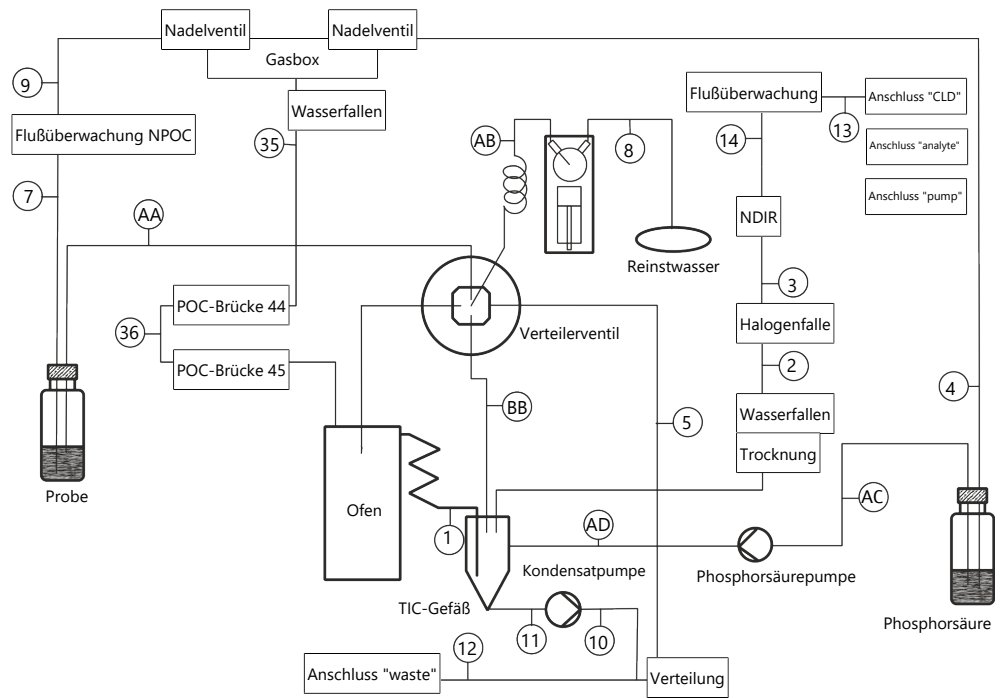 Nadelventil
Nadelventil
Gasbox
9
Wasserfallen
Flußüberwachung
Anschluss "CLD"
13
14
Flußüberwachung NPOC
35
AB
8
Anschluss "analyte"
7
AA
NDIR
Anschluss "pump"
Reinstwasser
3
POC-Brücke 44
36
Verteilerventil
Halogenfalle
POC-Brücke 45
2
4
BB
5
Wasserfallen
Trocknung
Probe
Ofen
1
AD
AC
Kondensatpumpe
Phosphorsäurepumpe
TIC-Gefäß
Phosphorsäure
11
10
12
Anschluss "waste"
Verteilung